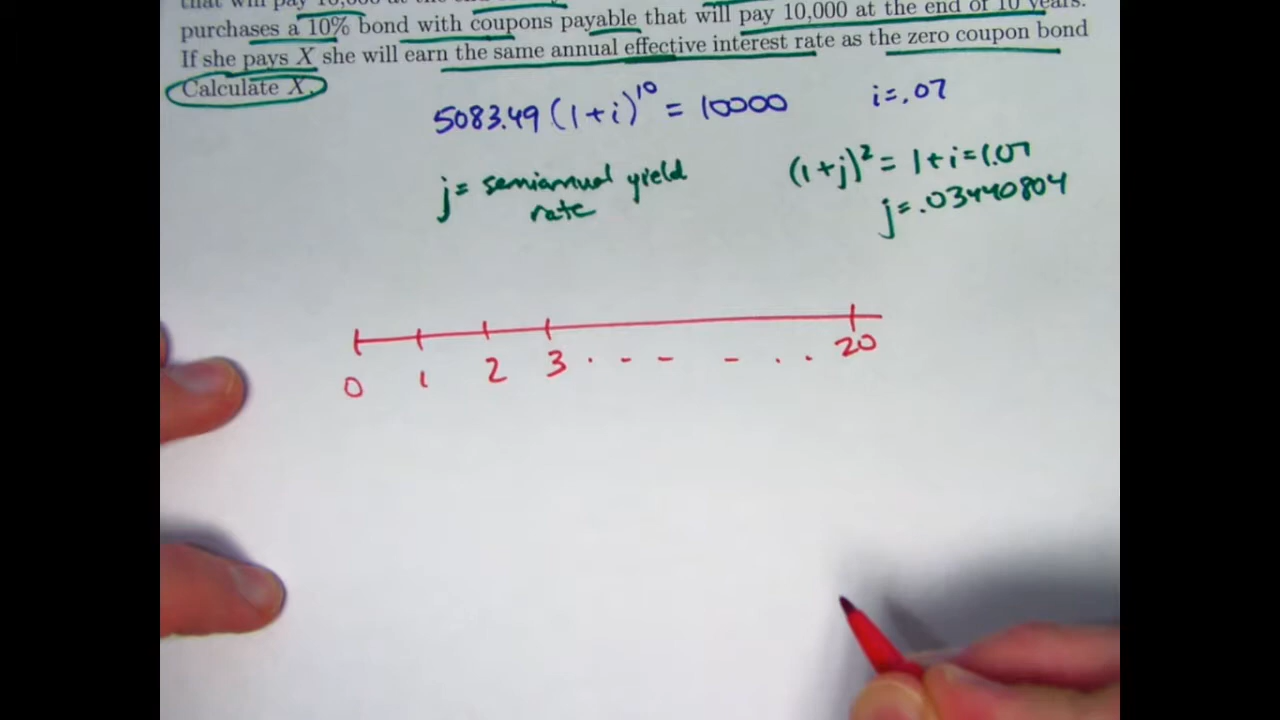 purchases a 10% bond with coupons payable that will pay 10,000 at the end of 10 years.
If she pays X she will earn the same annual effective interest rate as the zero coupon bond
Calculate X.
5083.49 (1+i)^10 = 10000
i=.07
j= semiannual yield
rate
(1+j)^2 = 1+i=1.07
j=.03440804
0 1 2 3 . - - - . . 20